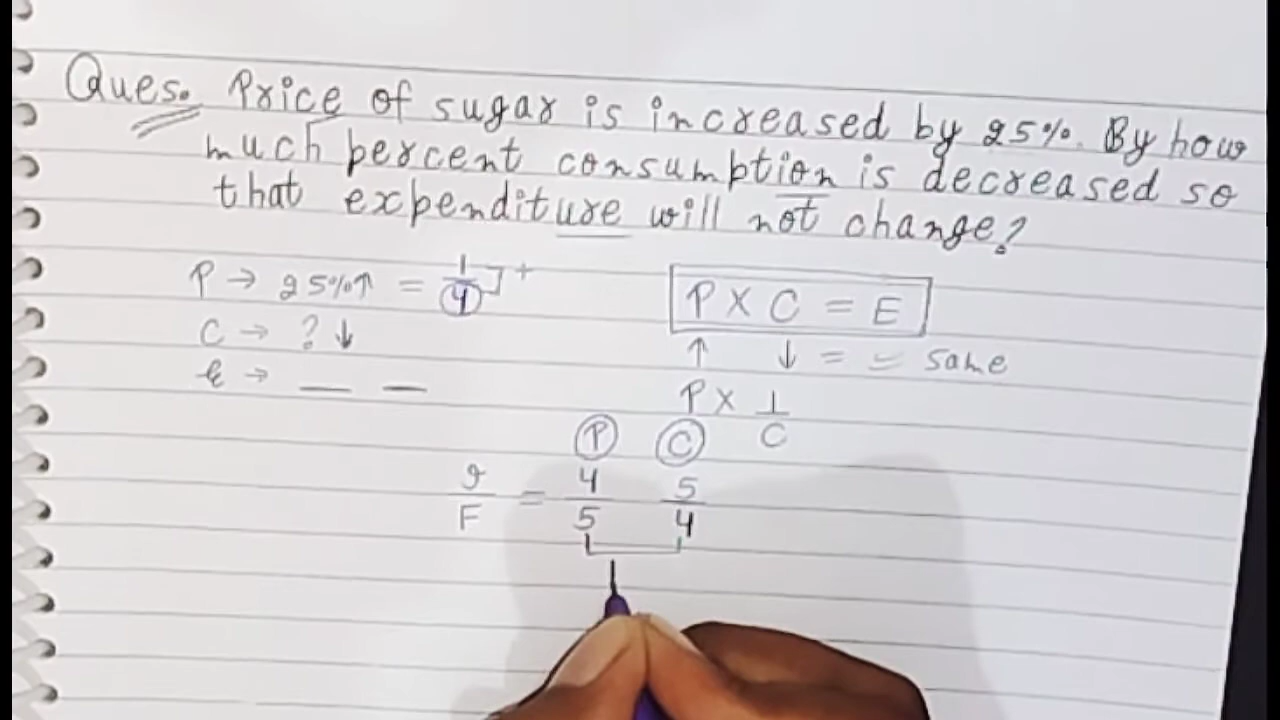 Ques. Price of sugar is increased by 25%. By how
much percent consumption is decreased so
that expenditure will not change?
P → 25%↑ = 1/4 +
P X C = E
C → ? ↓
↑ ↓ = = same
E → — —
P X 1/C
P C
I/F = 4/5 5/4